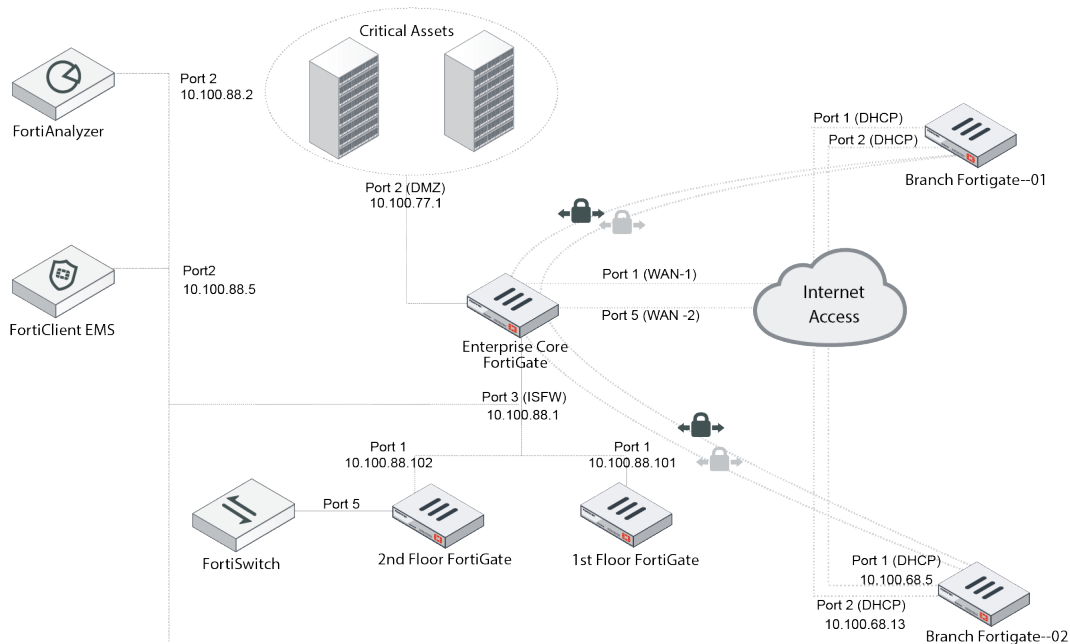 Critical Assets
Port 2
10.100.88.2
FortiAnalyzer
Port 1 (DHCP)
Port 2 (DHCP)
Branch Fortigate--01
Port 2 (DMZ)
10.100.77.1
Port2
10.100.88.5
FortiClient EMS
Port 1 (WAN-1)
Port 5 (WAN -2)
Internet
Access
Enterprise Core
FortiGate
Port 3 (ISFW)
10.100.88.1
Port 1
10.100.88.102
Port 1
10.100.88.101
Port 5
FortiSwitch
2nd Floor FortiGate
1st Floor FortiGate
Port 1 (DHCP)
10.100.68.5
Port 2 (DHCP)
10.100.68.13
Branch Fortigate--02